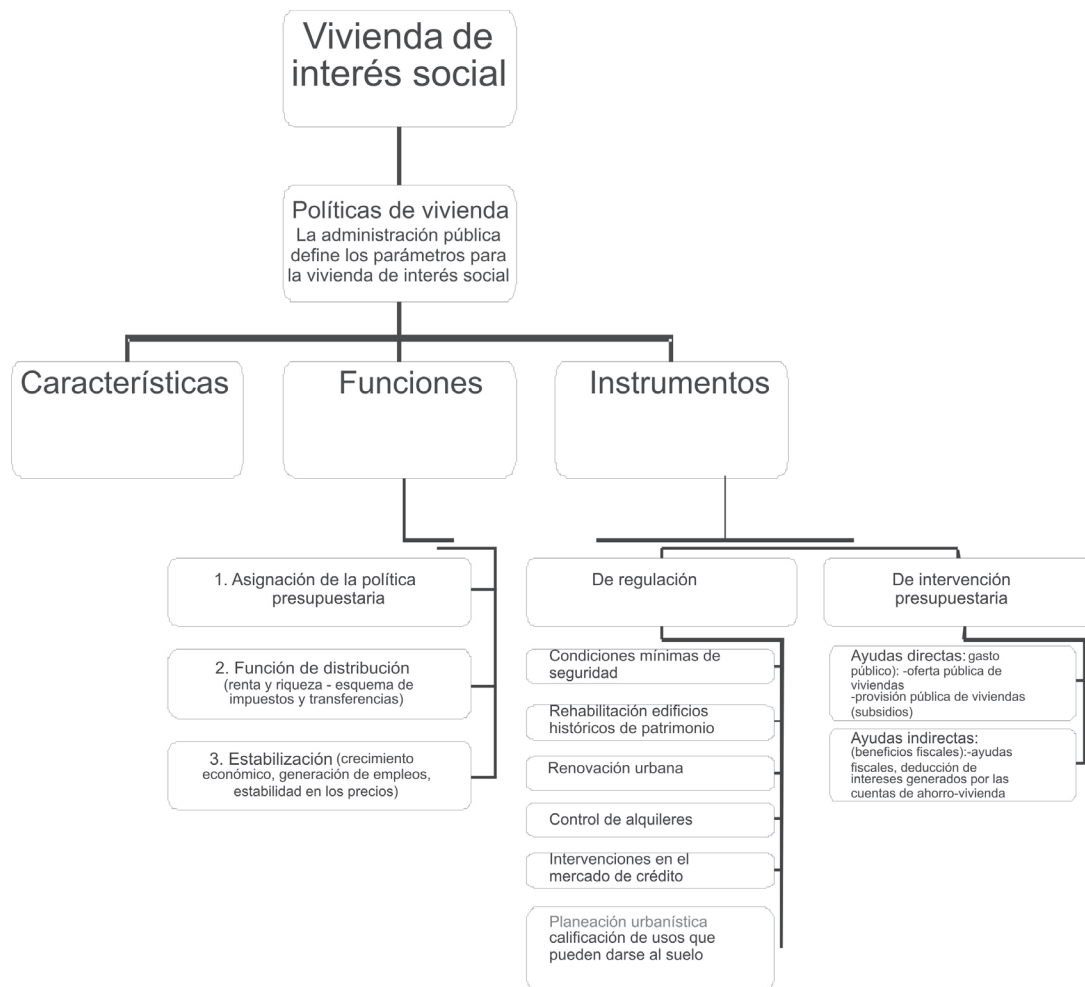 Vivienda de
interés social
Políticas de vivienda
La administración pública
define los parámetros para
la vivienda de interés social
Características
Funciones
Instrumentos
1. Asignación de la política
presupuestaria
2. Función de distribución
(renta y riqueza - esquema de
impuestos y transferencias)
3. Estabilización (crecimiento
económico, generación de empleos,
estabilidad en los precios)
De regulación
Condiciones mínimas de
seguridad
Rehabilitación edificios
históricos de patrimonio
Renovación urbana
Control de alquileres
Intervenciones en el
mercado de crédito
Planeación urbanística
calificación de usos que
pueden darse al suelo
De intervención
presupuestaria
Ayudas directas: gasto
público): -oferta pública de
viviendas
-provisión pública de viviendas
(subsidios)
Ayudas indirectas:
(beneficios fiscales):-ayudas
fiscales, deducción de
intereses generados por las
cuentas de ahorro-vivienda